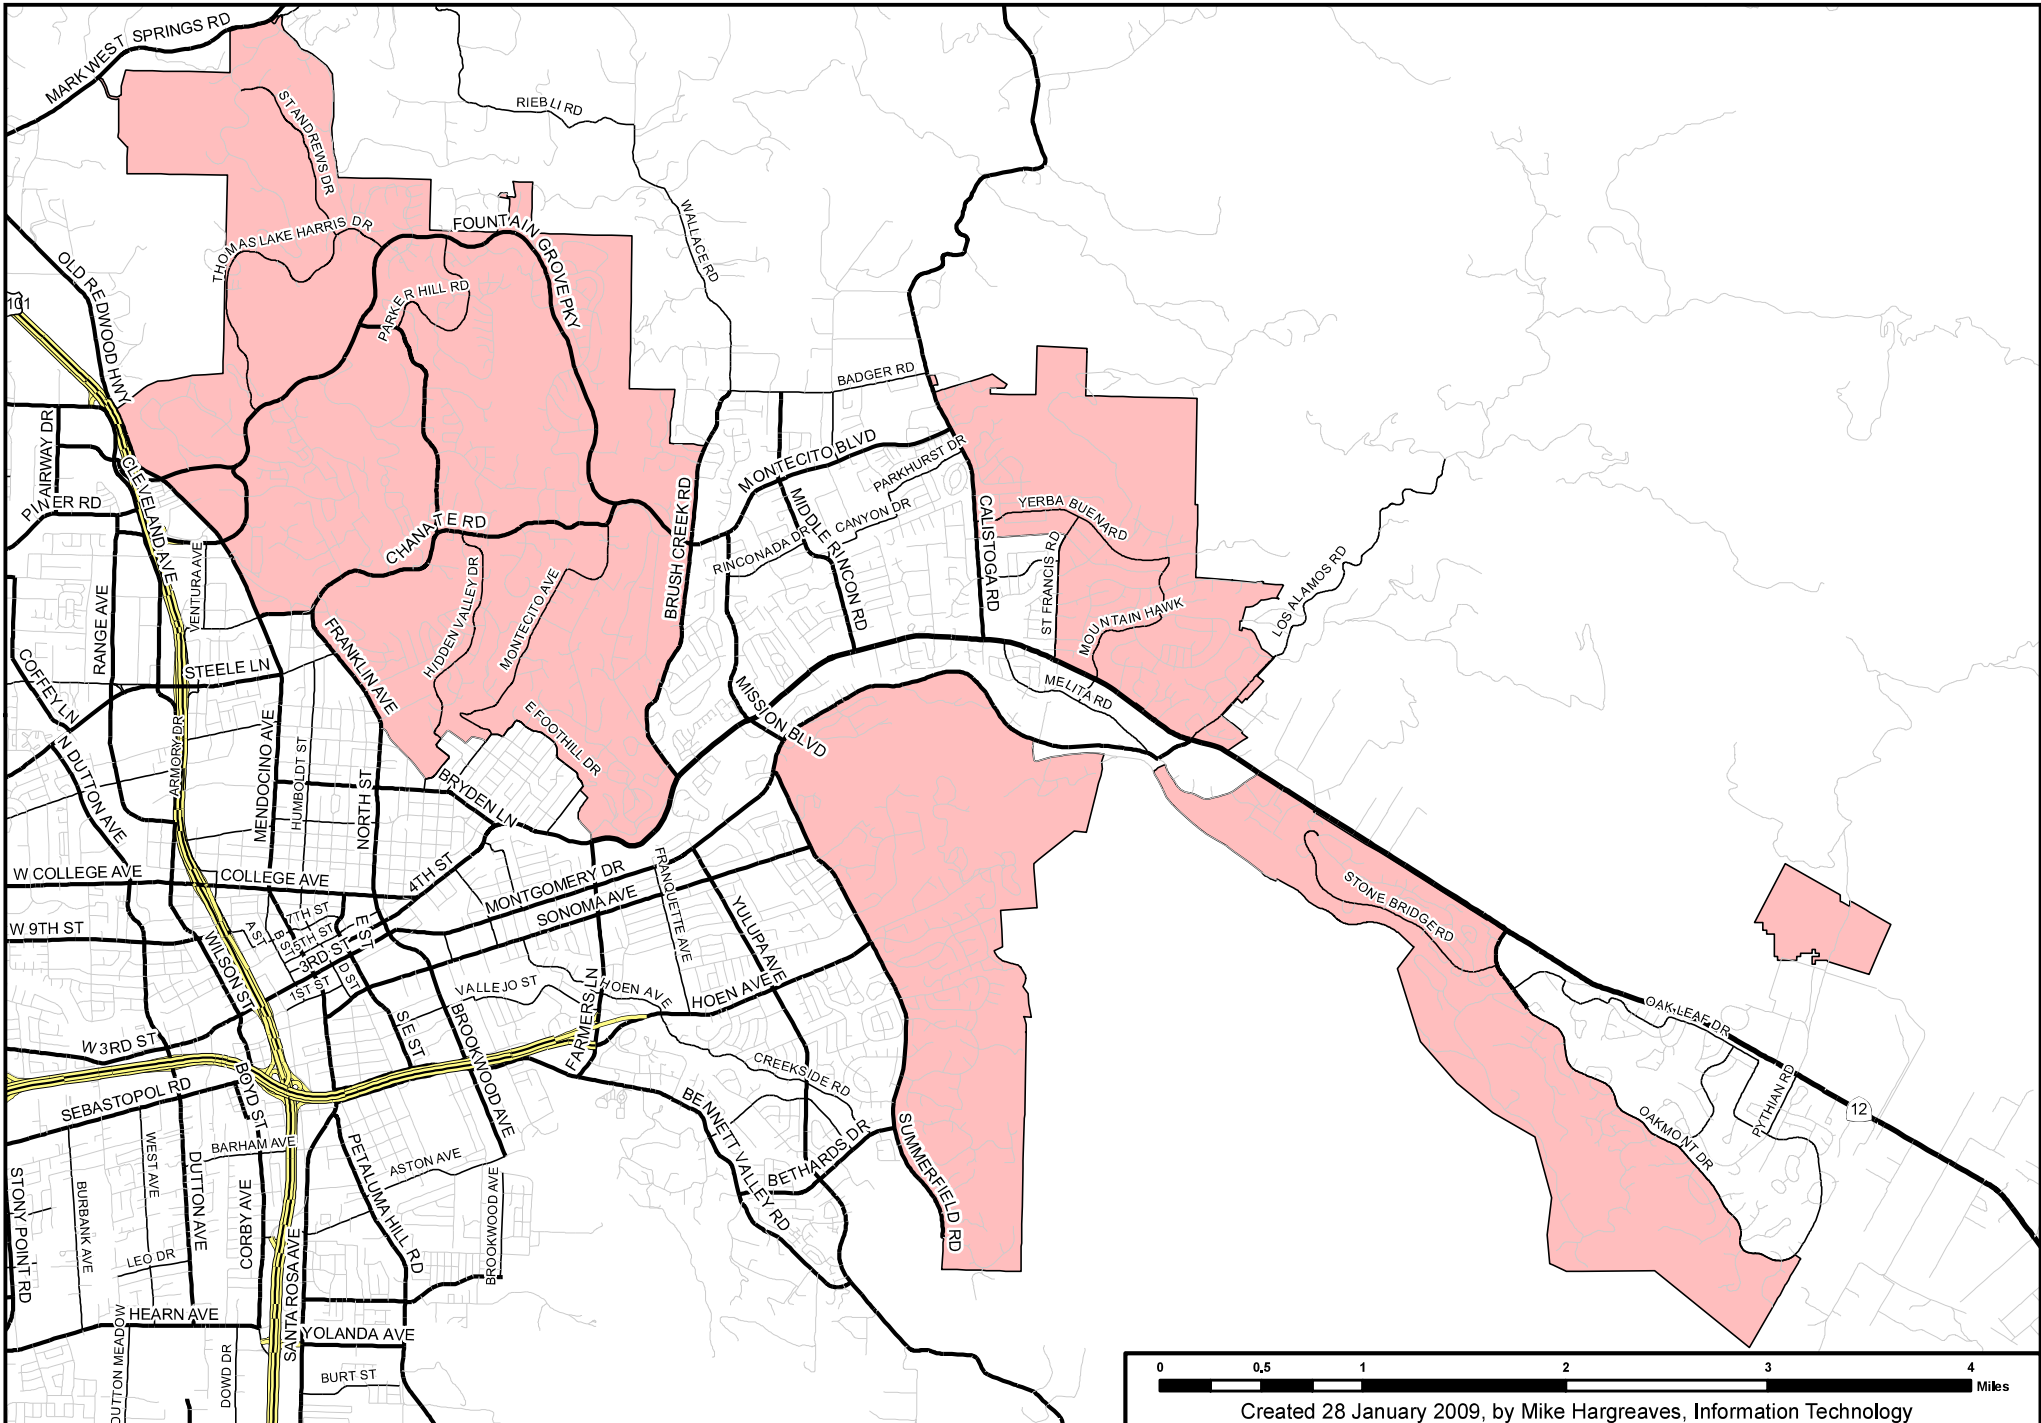 MARK WEST SPRINGS RD
RIEBLI RD
ST ANDREWS DR
WALLACE RD
THOMAS LAKE HARRIS DR
FOUNTAIN GROVE PKY
OLD REDWOOD HWY
101
PARKER HILL RD
BADGER RD
FAIRWAY DR
MONTECITO BLVD
PARKHURST DR
CLEVELAND AVE
PINER RD
BRUSH CREEK RD
MIDDLE RINCON RD
CANYON DR
CALISTOGA RD
YERBA BUENA RD
CHANATE RD
RINCONADA DR
ST FRANCIS RD
LOS ALAMOS RD
VENTURA AVE
RANGE AVE
HIDDEN VALLEY DR
MONTECITO AVE
MOUNTAIN HAWK
FRANKLIN AVE
COFFEY LN
STEELE LN
MELITA RD
MISSION BLVD
E FOOTHILL DR
N DUTTON AVE
ARMORY DR
MENDOCINO AVE
HUMBOLDT ST
NORTH ST
BRYDEN LN
W COLLEGE AVE
COLLEGE AVE
4TH ST
MONTGOMERY DR
FRANQUETTE AVE
SONOMA AVE
YULUPA AVE
STONE BRIDGE RD
7TH ST
A ST
B ST
5TH ST
E ST
W 9TH ST
WILSON ST
3RD ST
D ST
1ST ST
VALLEJO ST
HOEN AVE
HOEN AVE
FARMERS LN
OAK LEAF DR
W 3RD ST
S E ST
BROOKWOOD AVE
CREEKSIDE RD
SEBASTOPOL RD
BOYD ST
BENNETT VALLEY RD
PYTHIAN RD
12
OAKMONT DR
BARHAM AVE
WEST AVE
DUTTON AVE
PETALUMA HILL RD
ASTON AVE
BETHARDS DR
SUMMERFIELD RD
STONY POINT RD
BURBANK AVE
CORBY AVE
BROOKWOOD AVE
LEO DR
SANTA ROSA AVE
HEARN AVE
DUTTON MEADOW
YOLANDA AVE
DOWD DR
BURT ST
0 0.5 1 2 3 4
Miles
Created 28 January 2009, by Mike Hargreaves, Information Technology